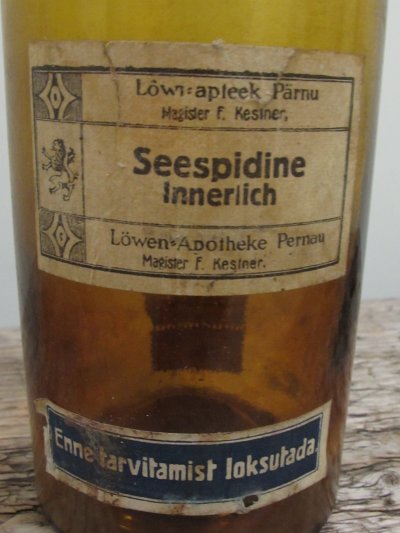 Löwi-apteek Pärnu
Magister F. Kestner,
Seespidine
Innerlich
Löwen-Apotheke Pernau
Magister F. Kestner.
Enne tarvitamist loksutada.